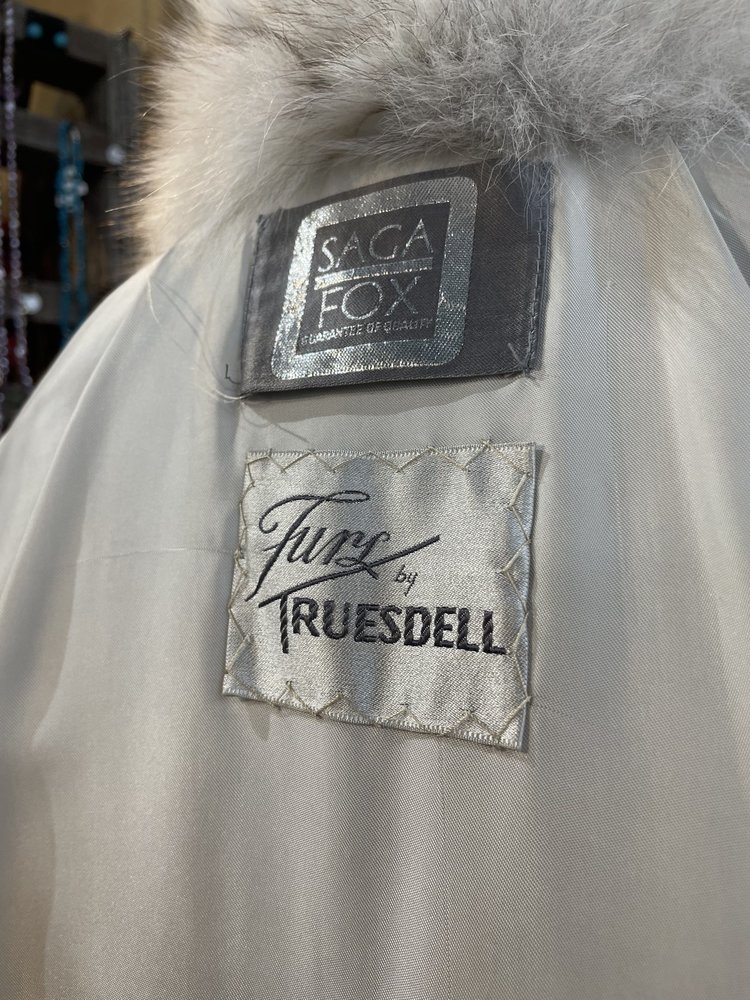 SAGA
FOX
GUARANTEE OF QUALITY
Furs
by
TRUESDELL